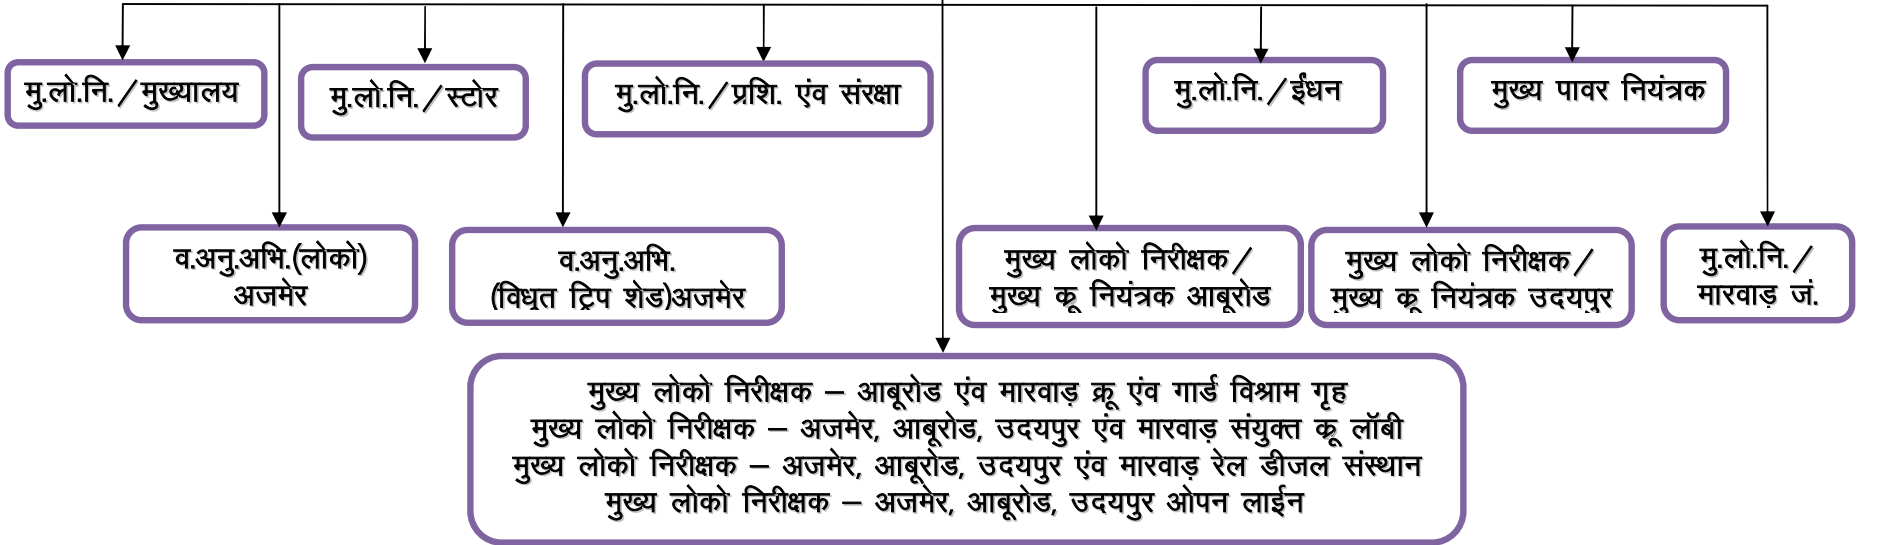 मु.लो.नि./मुख्यालय
मु.लो.नि./स्टोर
मु.लो.नि./प्रशि. एंव संरक्षा
मु.लो.नि./ईंधन
मुख्य पावर नियंत्रक
व.अनु.अभि.(लोको)
अजमेर
व.अनु.अभि.
(विधुत ट्रिप शेड)अजमेर
मुख्य लोको निरीक्षक/
मुख्य क्रू नियंत्रक आबूरोड
मुख्य लोको निरीक्षक/
मुख्य क्रू नियंत्रक उदयपुर
मु.लो.नि./
मारवाड़ जं.
मुख्य लोको निरीक्षक – आबूरोड एंव मारवाड़ क्रू एंव गार्ड विश्राम गृह
मुख्य लोको निरीक्षक – अजमेर, आबूरोड, उदयपुर एंव मारवाड़ संयुक्त क्रू लॉबी
मुख्य लोको निरीक्षक – अजमेर, आबूरोड, उदयपुर एंव मारवाड़ रेल डीजल संस्थान
मुख्य लोको निरीक्षक – अजमेर, आबूरोड, उदयपुर ओपन लाईन